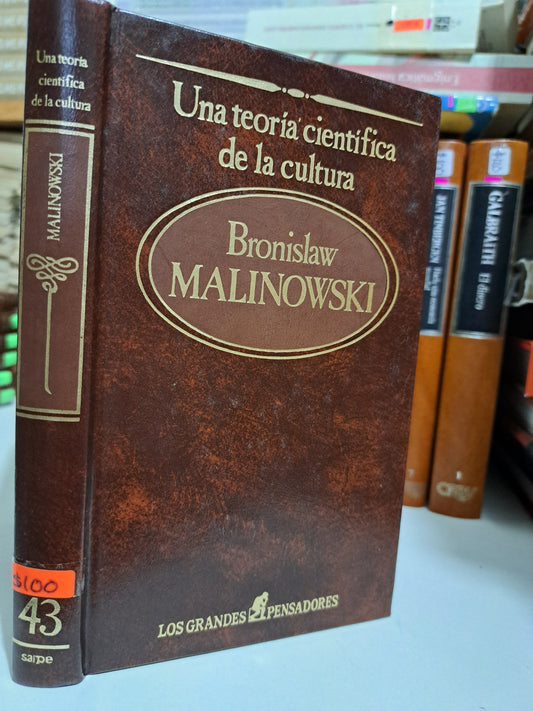 Una teoría
científica
de la cultura
MALINOWSKI
$100
43
sarpe
Una teoría científica
de la cultura
Bronislaw
MALINOWSKI
LOS GRANDES PENSADORES
GALBRAITH El dinero
1